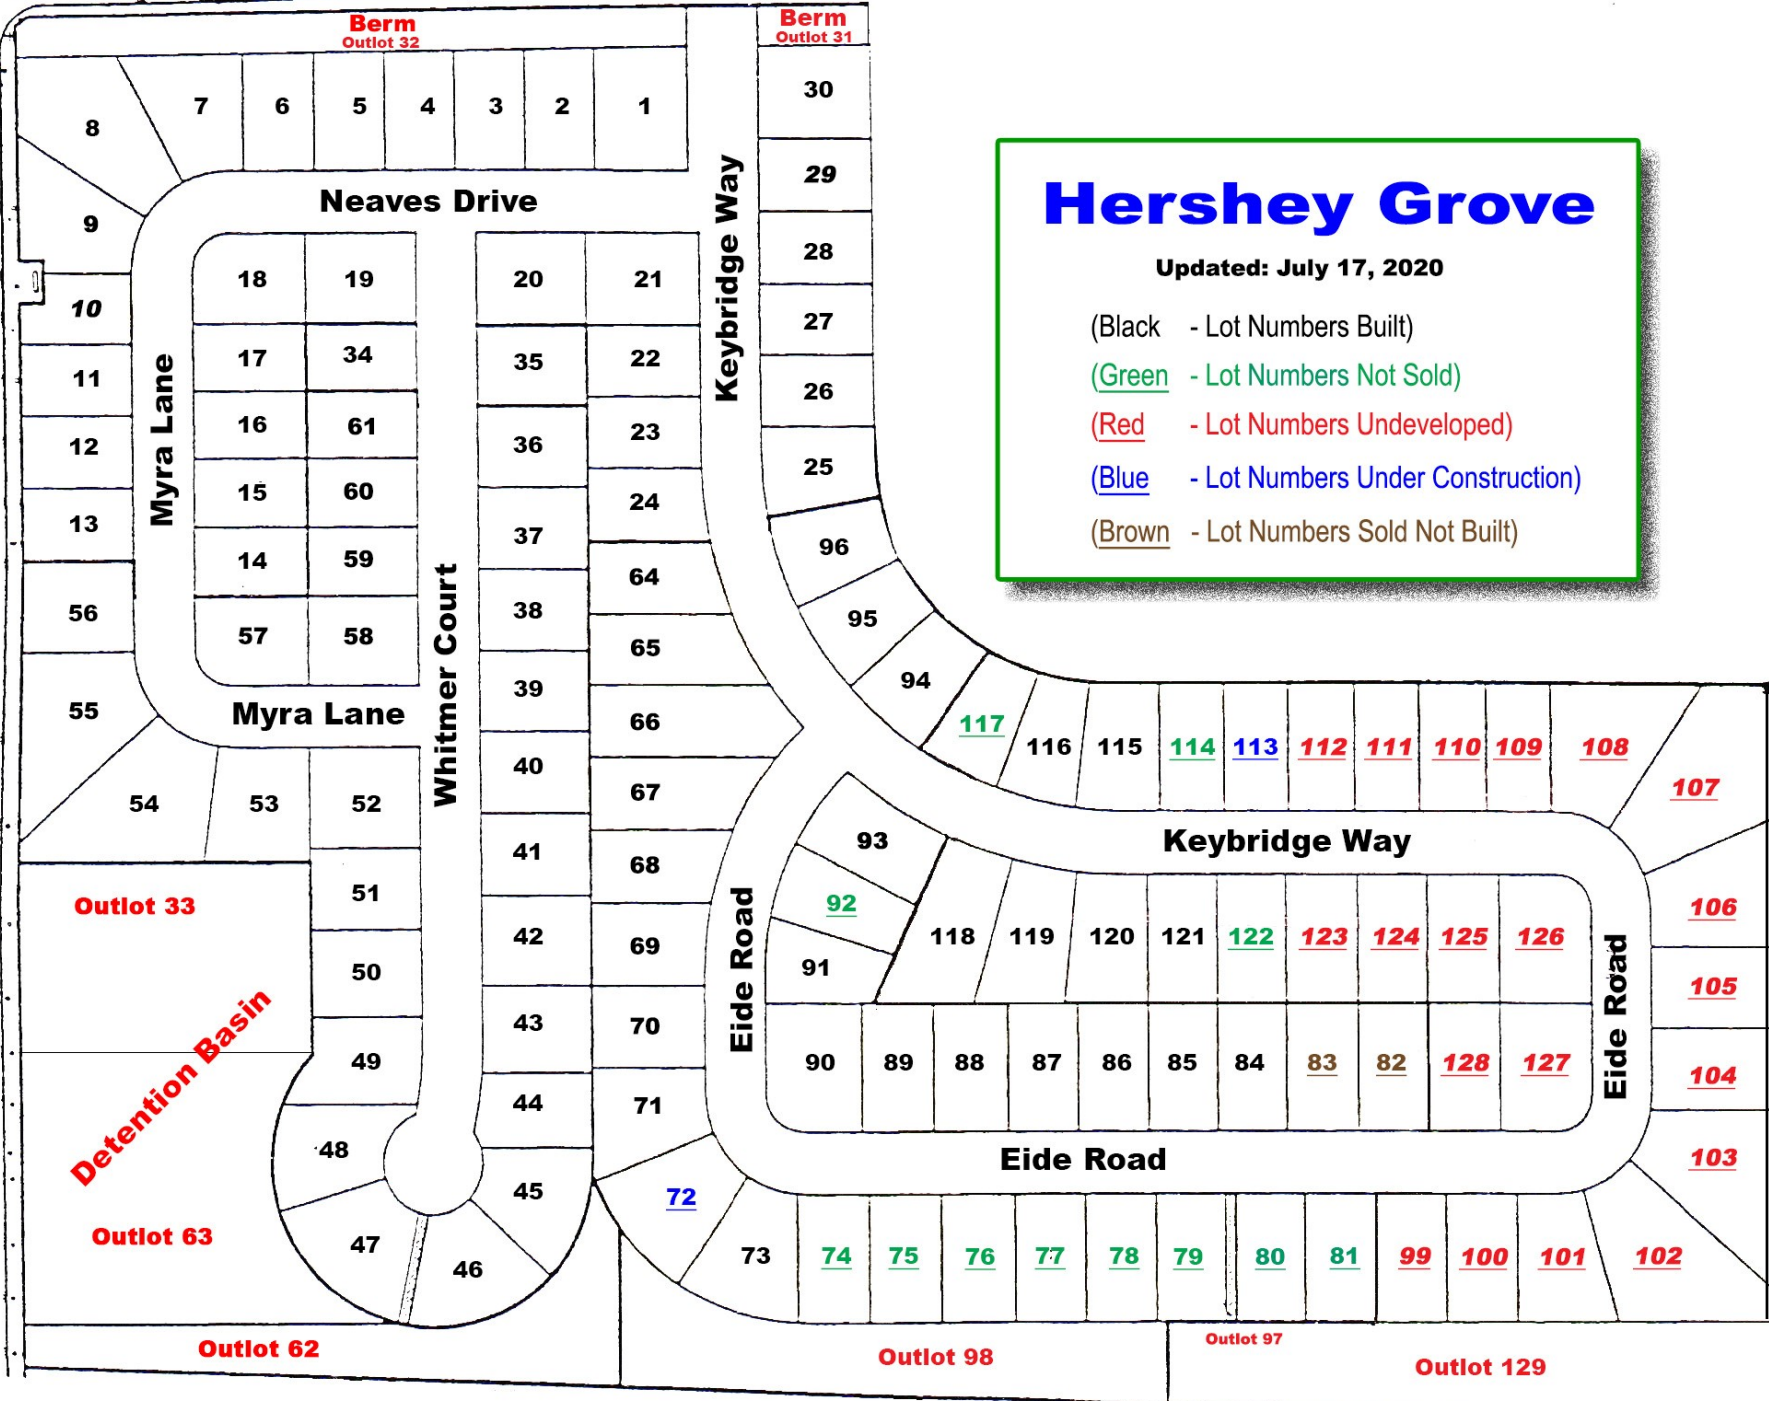 Berm
Outlot 32
Berm
Outlot 31
8
7
6
5
4
3
2
1
30
29
28
27
26
25
Neaves Drive
Keybridge Way
Hershey Grove
Updated: July 17, 2020
(Black - Lot Numbers Built)
(Green - Lot Numbers Not Sold)
(Red - Lot Numbers Undeveloped)
(Blue - Lot Numbers Under Construction)
(Brown - Lot Numbers Sold Not Built)
9
10
11
12
13
56
55
Myra Lane
18 19
17 34
16 61
15 60
14 59
57 58
Myra Lane
Whitmer Court
20 21
35 22
36 23
24
37
64
38
65
39
66
40
67
41
68
42
69
43
70
44
71
45
54 53 52
51
50
49
48
47
46
Outlot 33
Detention Basin
Outlot 63
Outlot 62
96
95
94
117 116 115 114 113 112 111 110 109 108
107
Keybridge Way
106
105
104
103
Eide Road
93
92
91
118 119 120 121 122 123 124 125 126
90 89 88 87 86 85 84 83 82 128 127
Eide Road
Eide Road
72
73 74 75 76 77 78 79 80 81 99 100 101 102
Outlot 98
Outlot 97
Outlot 129